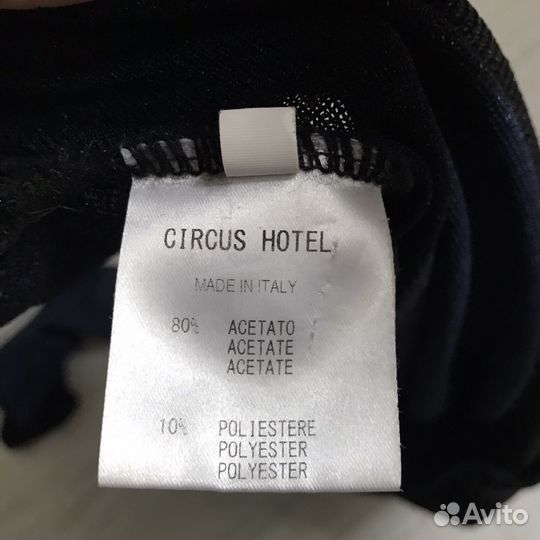 CIRCUS HOTEL
MADE IN ITALY
80% ACETATO
ACETATE
ACETATE
10% POLIESTERE
POLYESTER
POLYESTER
Avito